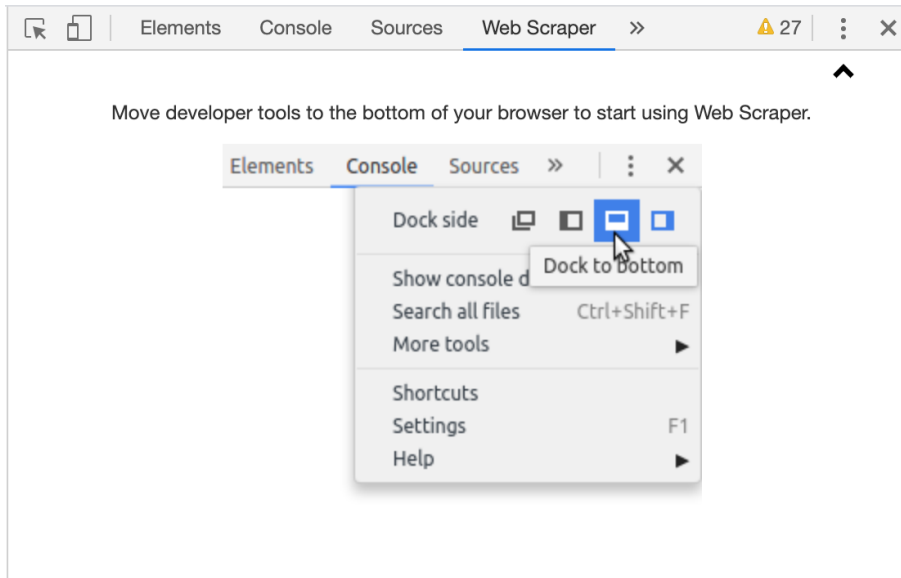 Elements Console Sources Web Scraper » 27
Move developer tools to the bottom of your browser to start using Web Scraper.
Elements Console Sources »
Dock side
Dock to bottom
Show console d
Search all files Ctrl+Shift+F
More tools
Shortcuts
Settings F1
Help